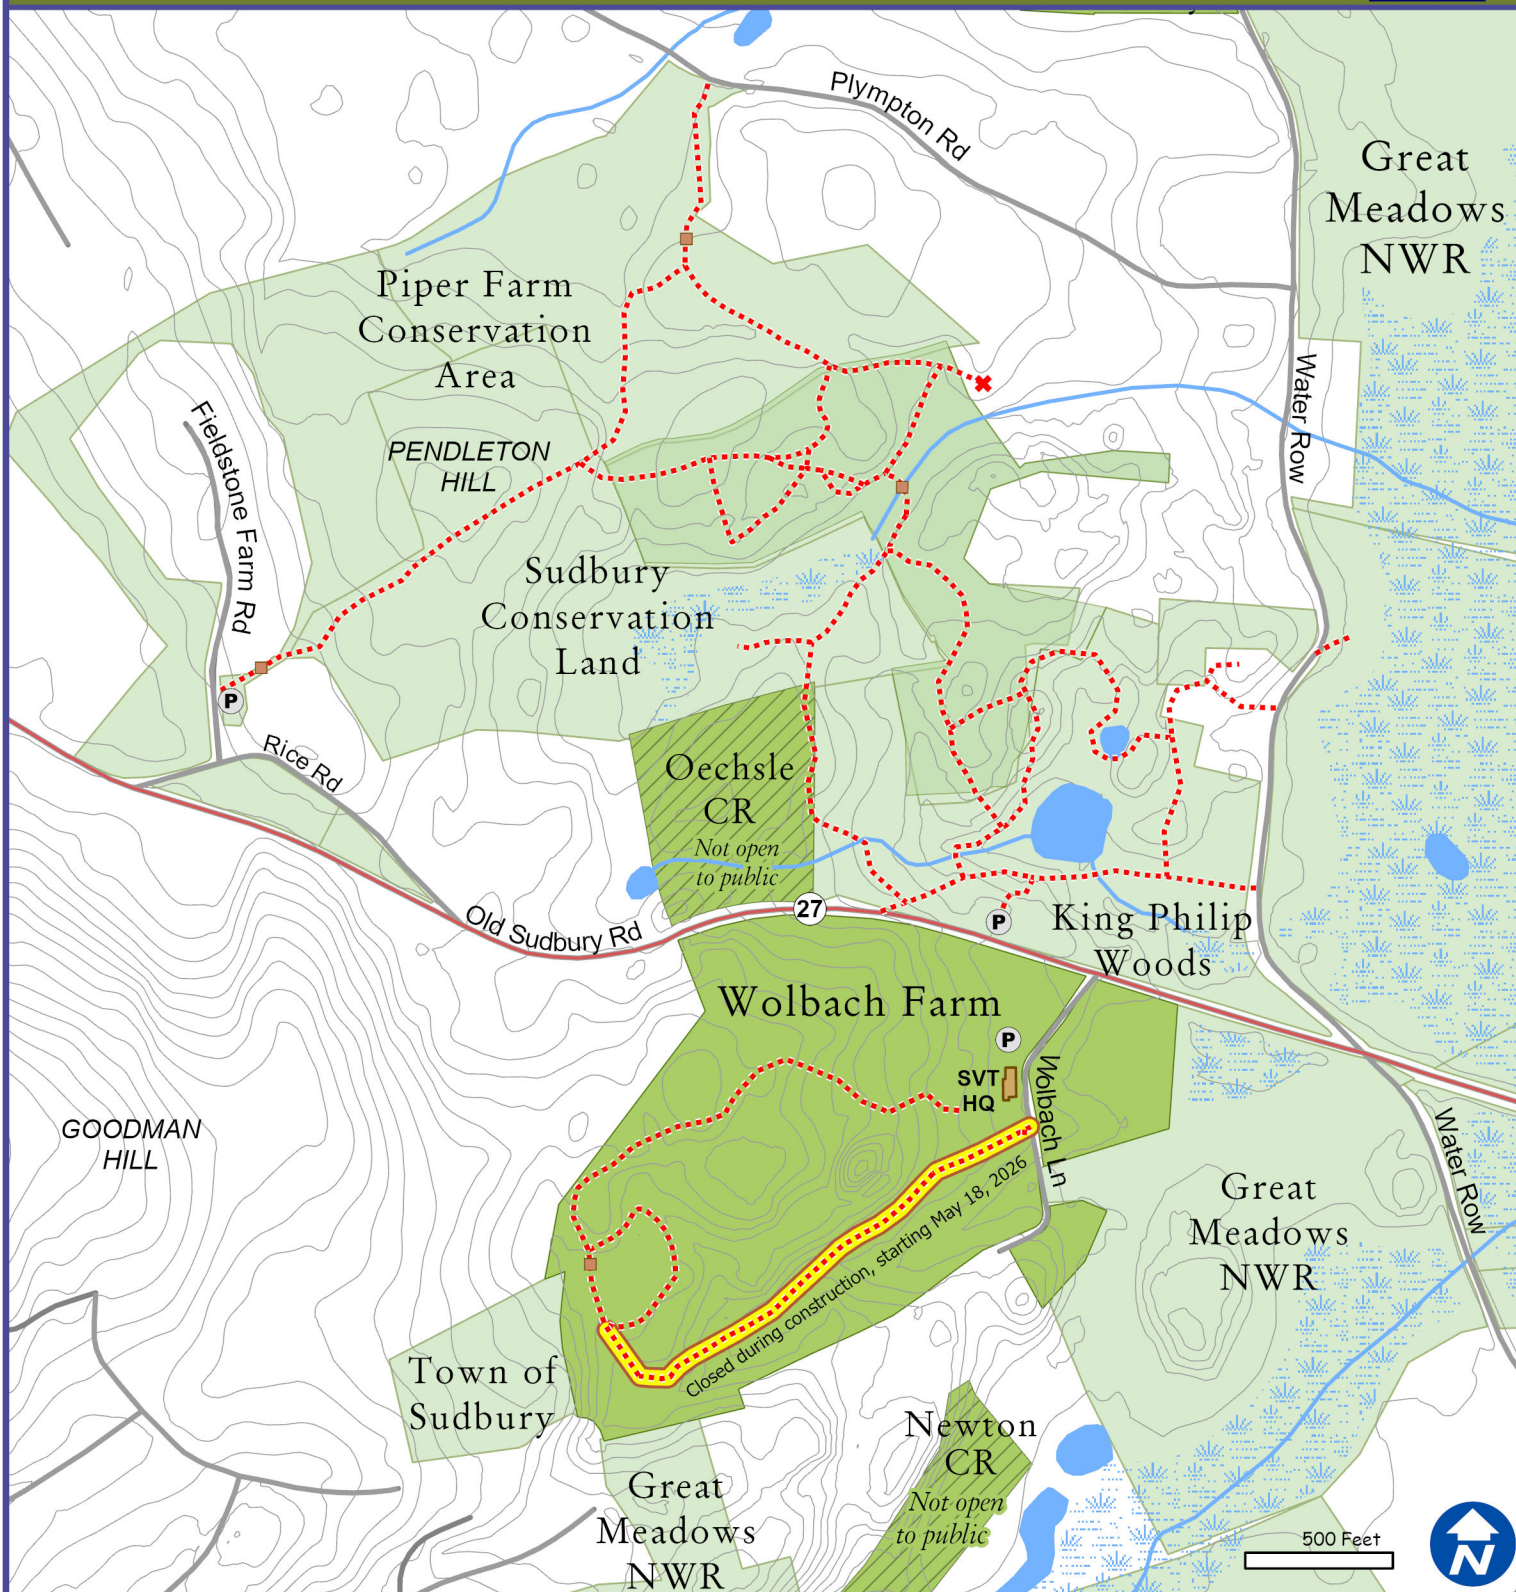 Plympton Rd
Great
Meadows
NWR
Piper Farm
Conservation
Area
Water Row
Fieldstone Farm Rd
PENDLETON
HILL
Sudbury
Conservation
Land
P
Rice Rd
Oechsle
CR
Not open
to public
27
Old Sudbury Rd
P
King Philip
Woods
Wolbach Farm
P
SVT
HQ
Wolbach Ln
GOODMAN
HILL
Water Row
Closed during construction, starting May 18, 2026
Great
Meadows
NWR
Town of
Sudbury
Newton
CR
Not open
to public
Great
Meadows
NWR
500 Feet
N